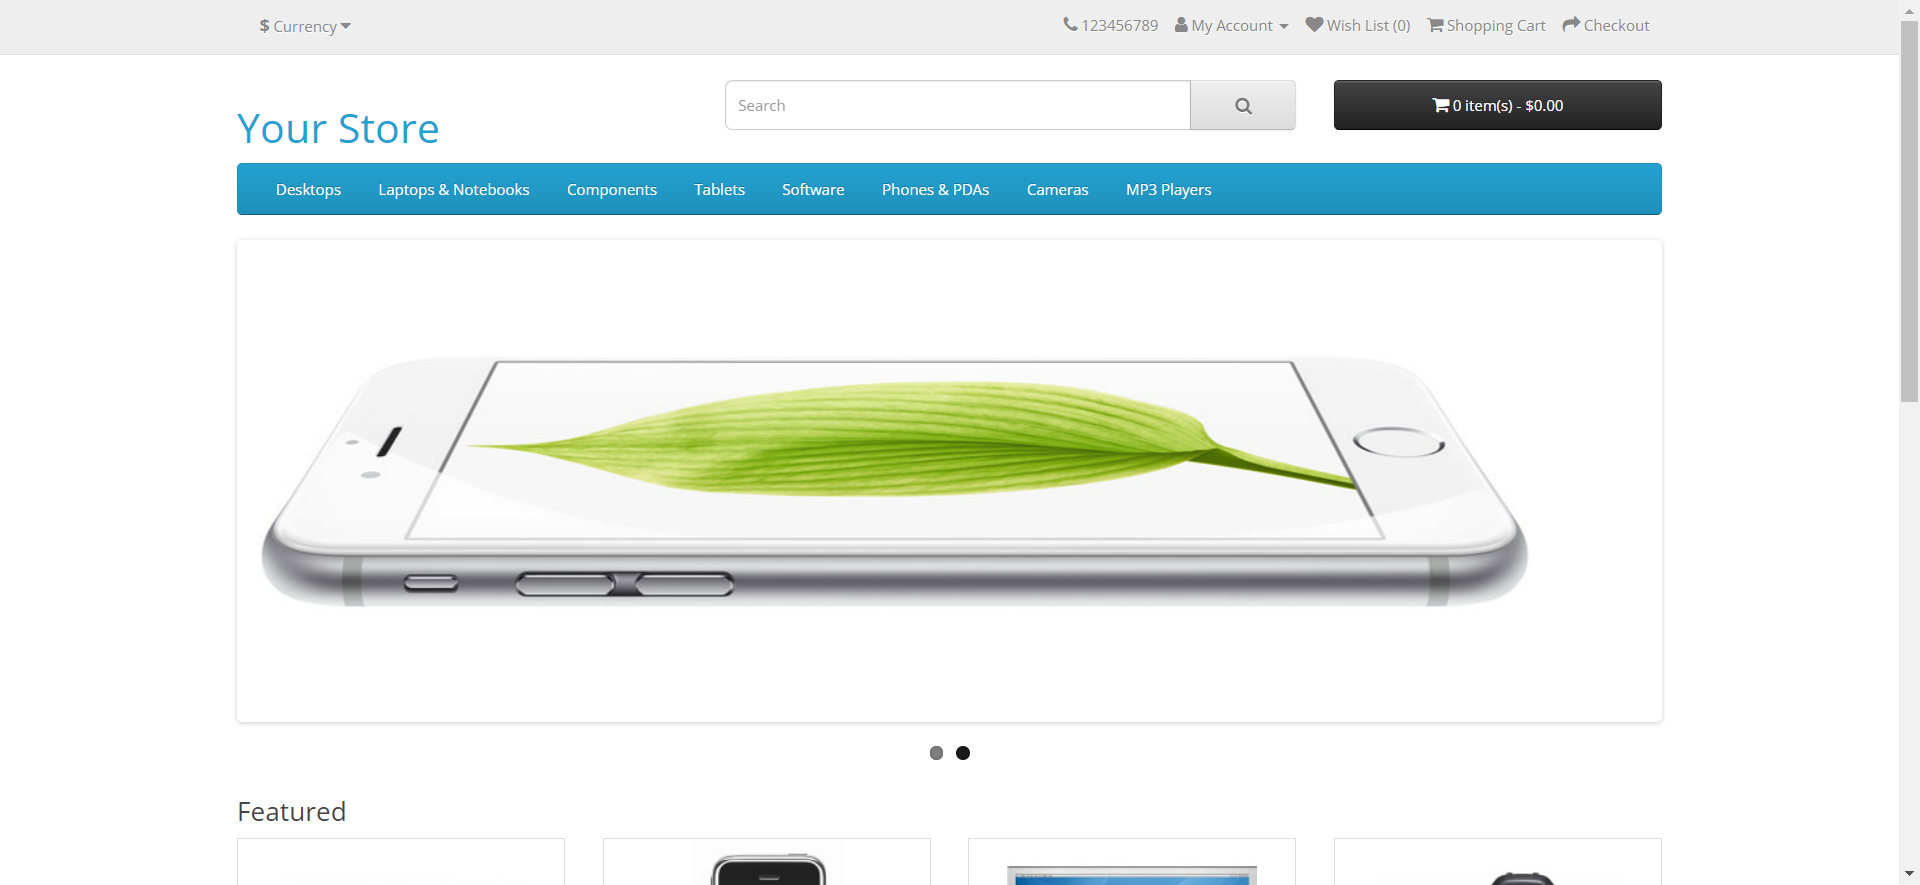 $ Currency
123456789 My Account Wish List (0) Shopping Cart Checkout
Your Store
Search
0 item(s) - $0.00
Desktops Laptops & Notebooks Components Tablets Software Phones & PDAs Cameras MP3 Players
Featured